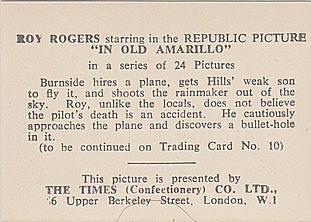 ROY ROGERS starring in the REPUBLIC PICTURE
"IN OLD AMARILLO"
in a series of 24 Pictures
Burnside hires a plane, gets Hills' weak son
to fly it, and shoots the rainmaker out of the
sky. Roy, unlike the locals, does not believe
the pilot's death is an accident. He cautiously
approaches the plane and discovers a bullet-hole
in it.
(to be continued on Trading Card No. 10)
This picture is presented by
THE TIMES (Confectionery) CO. LTD.,
6 Upper Berkeley Street, London, W.1